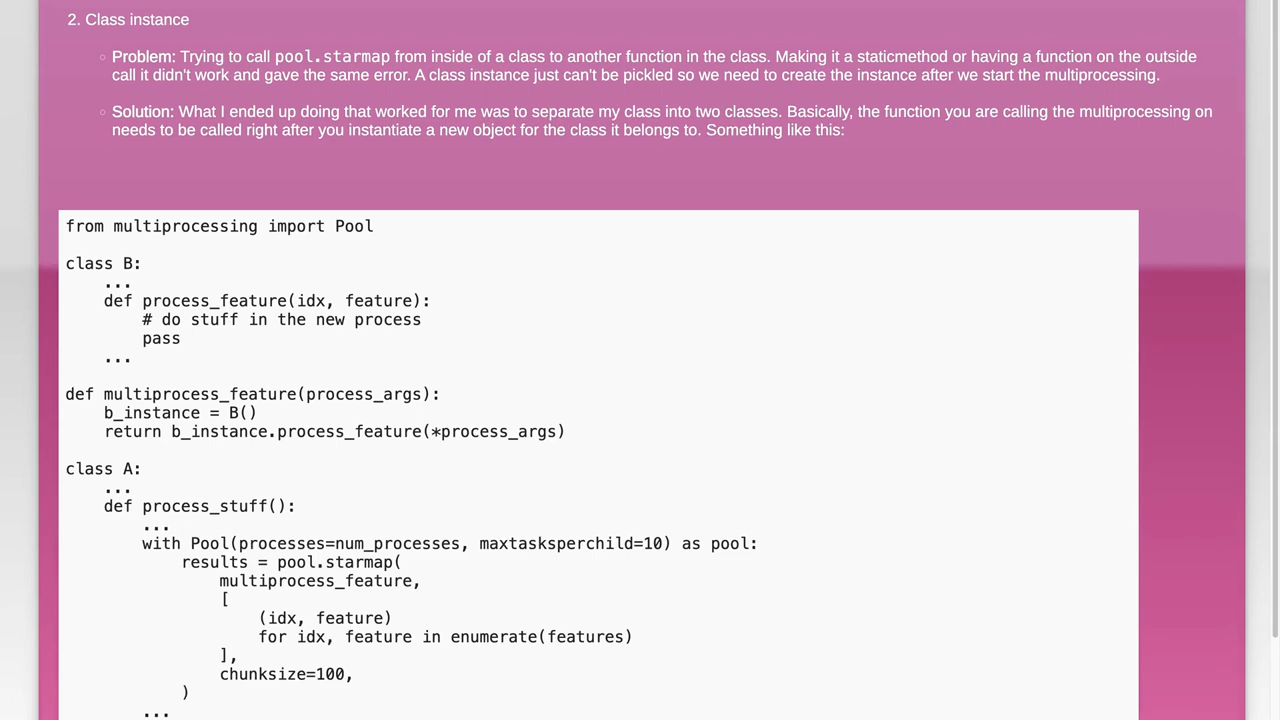 2. Class instance
◦ Problem: Trying to call pool.starmap from inside of a class to another function in the class. Making it a staticmethod or having a function on the outside
call it didn't work and gave the same error. A class instance just can't be pickled so we need to create the instance after we start the multiprocessing.
◦ Solution: What I ended up doing that worked for me was to separate my class into two classes. Basically, the function you are calling the multiprocessing on
needs to be called right after you instantiate a new object for the class it belongs to. Something like this:
from multiprocessing import Pool
class B:
    ...
    def process_feature(idx, feature):
        # do stuff in the new process
        pass
    ...
def multiprocess_feature(process_args):
    b_instance = B()
    return b_instance.process_feature(*process_args)
class A:
    ...
    def process_stuff():
        ...
        with Pool(processes=num_processes, maxtasksperchild=10) as pool:
            results = pool.starmap(
                multiprocess_feature,
                [
                    (idx, feature)
                    for idx, feature in enumerate(features)
                ],
                chunksize=100,
            )
        ...